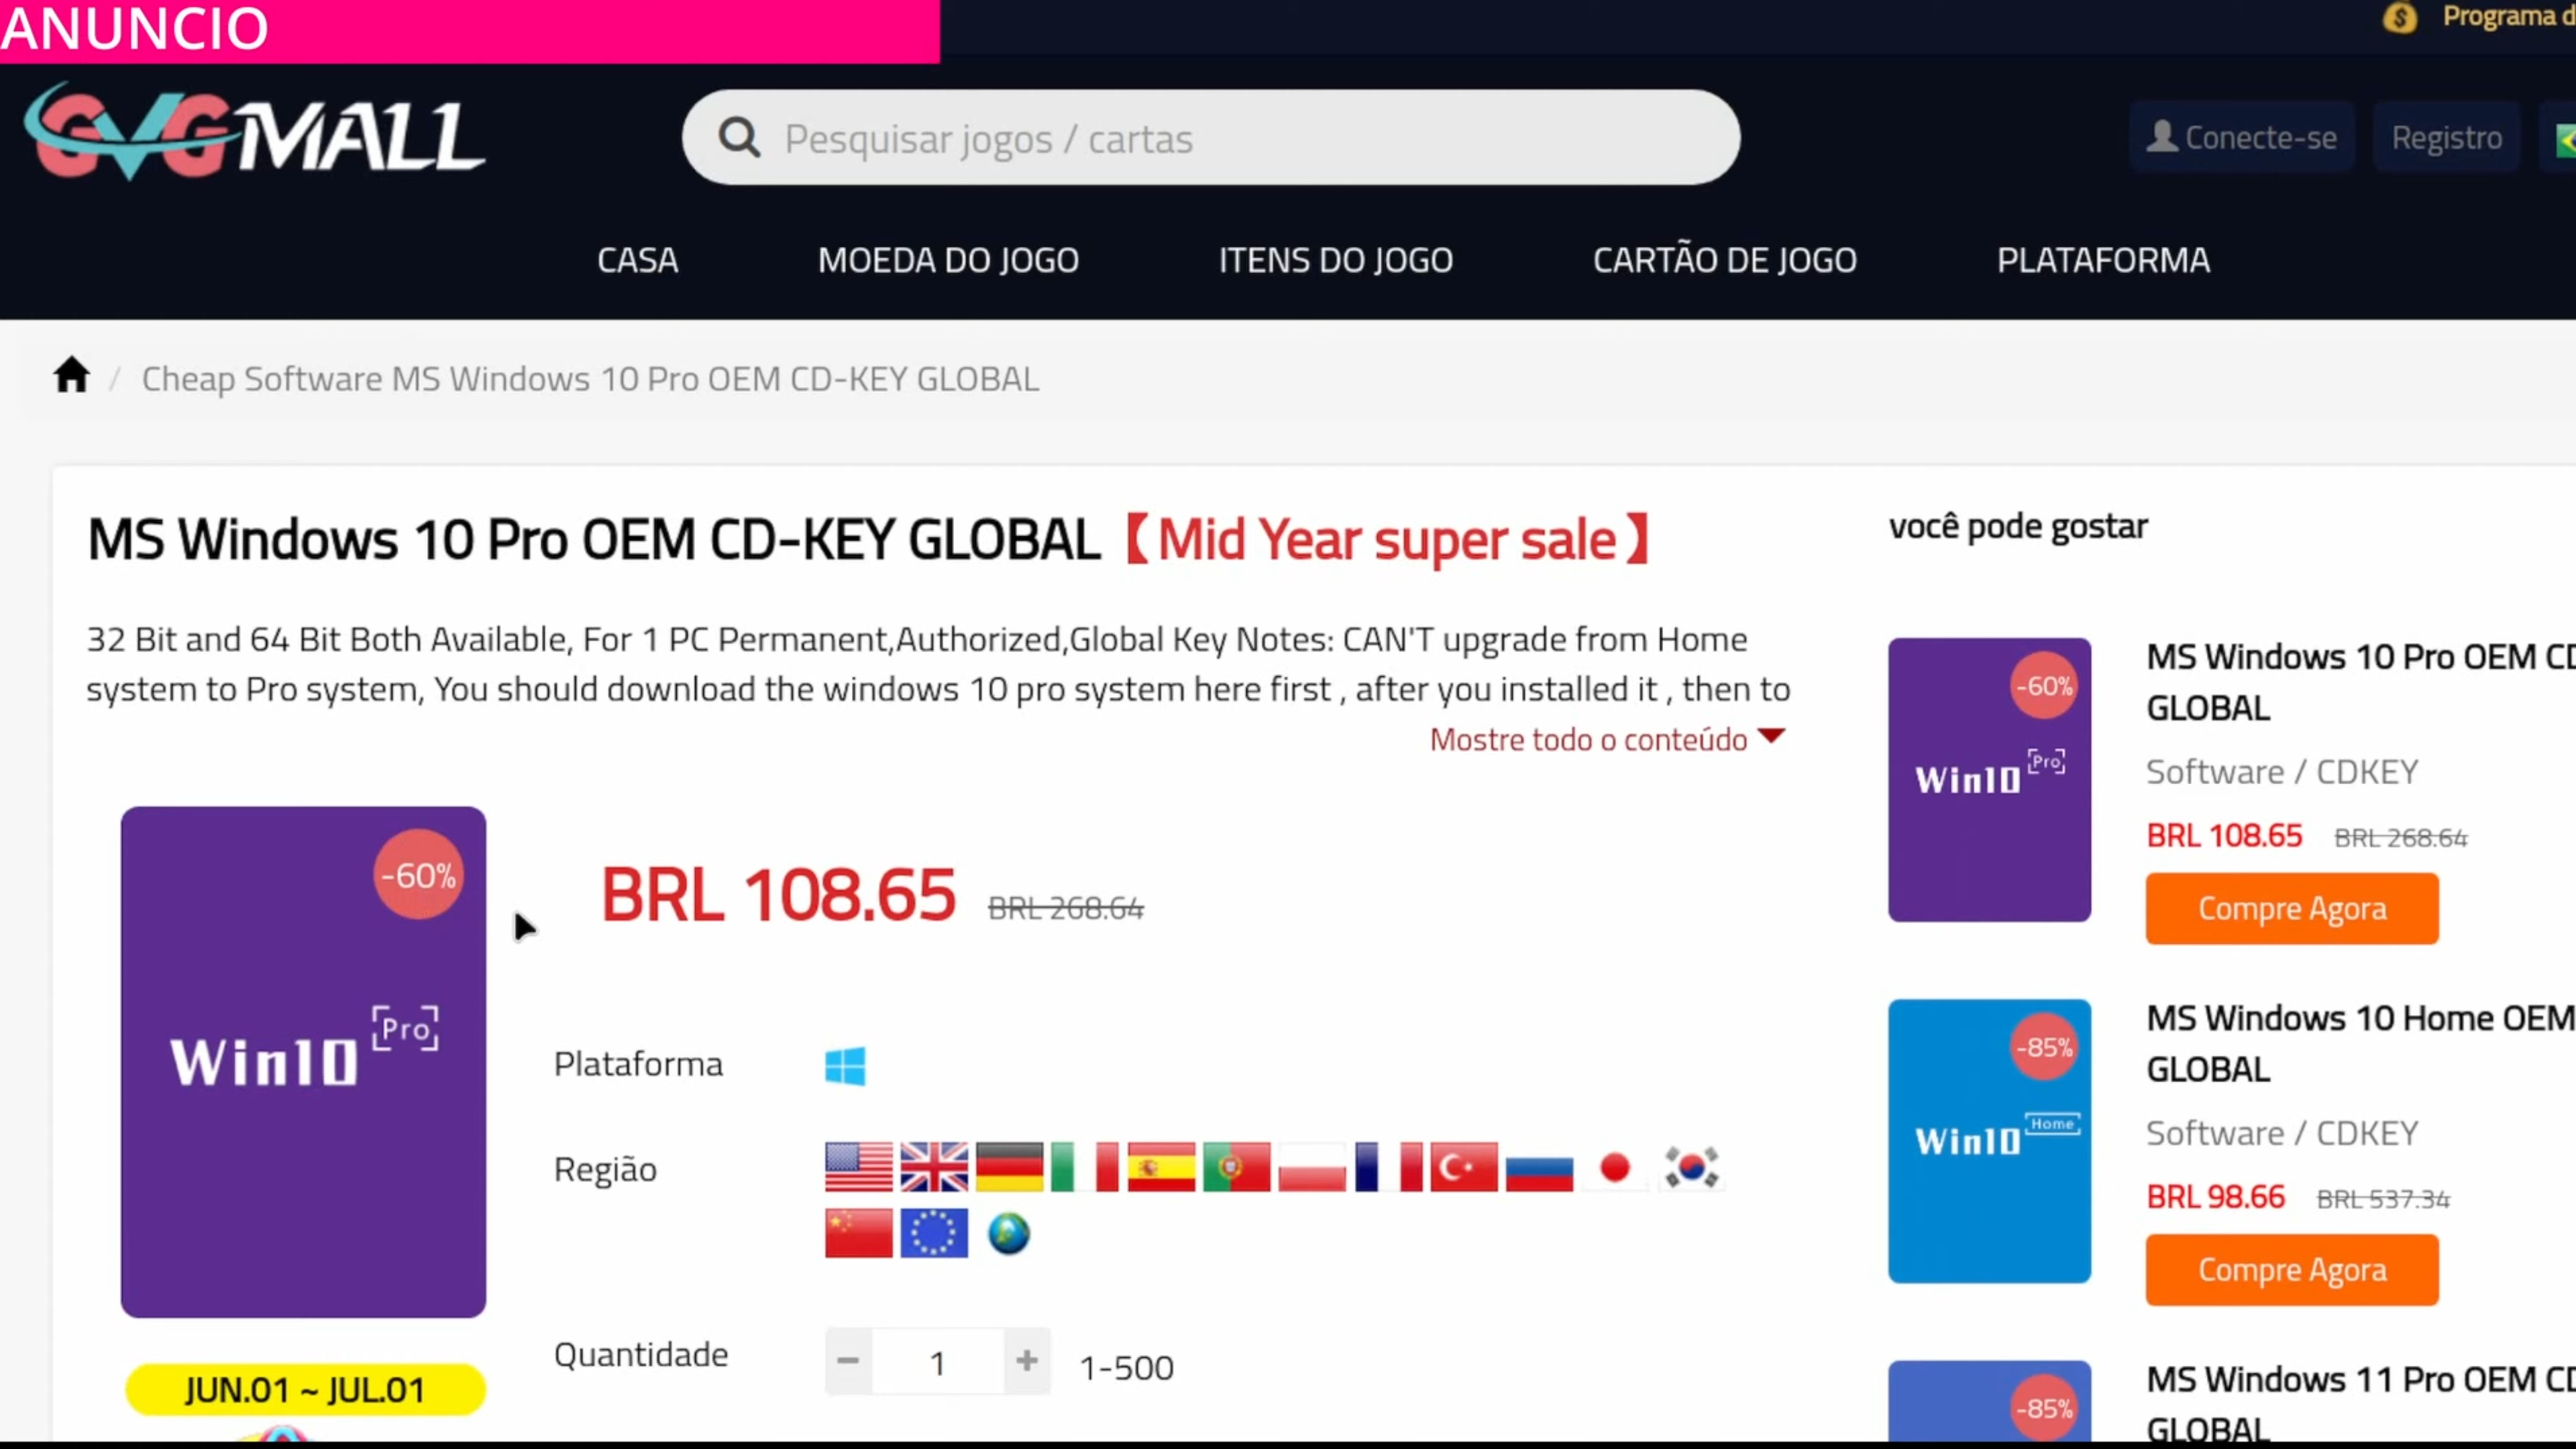 ANUNCIO
Programa d
GVGMALL
Pesquisar jogos / cartas
Conecte-se
Registro
CASA
MOEDA DO JOGO
ITENS DO JOGO
CARTÃO DE JOGO
PLATAFORMA
/ Cheap Software MS Windows 10 Pro OEM CD-KEY GLOBAL
MS Windows 10 Pro OEM CD-KEY GLOBAL【Mid Year super sale】
32 Bit and 64 Bit Both Available, For 1 PC Permanent,Authorized,Global Key Notes: CAN'T upgrade from Home
system to Pro system, You should download the windows 10 pro system here first , after you installed it , then to
Mostre todo o conteúdo
-60%
Win10 Pro
JUN.01 ~ JUL.01
BRL 108.65 BRL 268.64
Plataforma
Região
Quantidade
- 1 + 1-500
você pode gostar
-60%
Win10 Pro
MS Windows 10 Pro OEM CD
GLOBAL
Software / CDKEY
BRL 108.65 BRL 268.64
Compre Agora
-85%
Win10 Home
MS Windows 10 Home OEM
GLOBAL
Software / CDKEY
BRL 98.66 BRL 537.34
Compre Agora
-85%
MS Windows 11 Pro OEM CD
GLOBAL